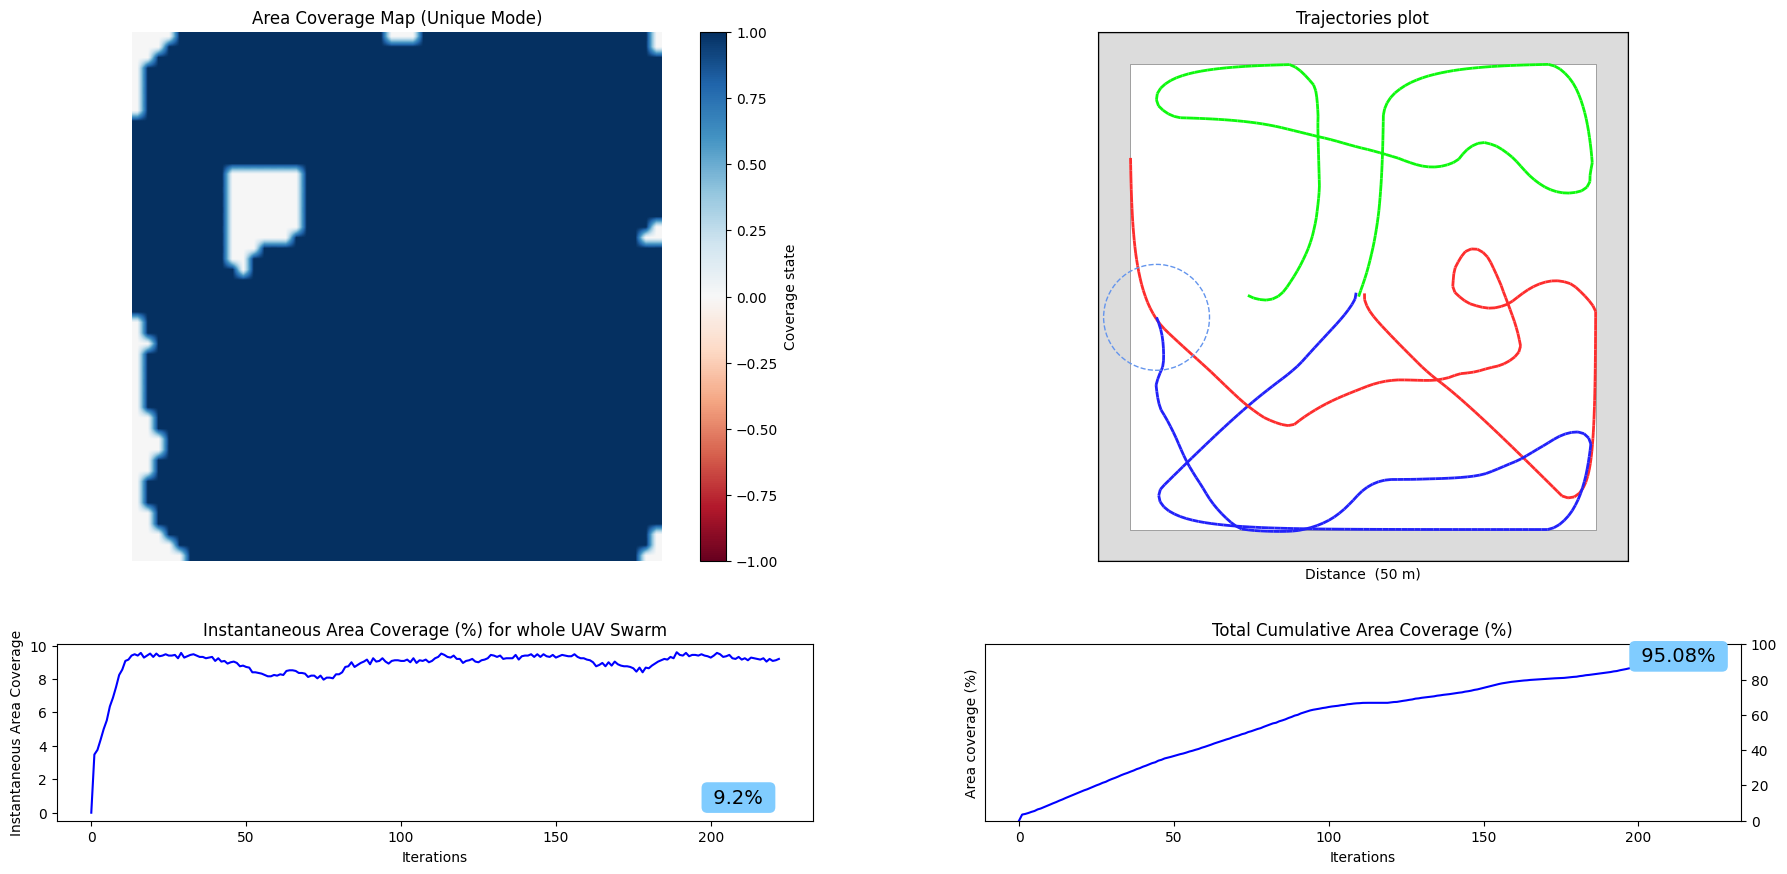 Area Coverage Map (Unique Mode)
1.00
0.75
0.50
0.25
0.00
−0.25
−0.50
−0.75
−1.00
Coverage state
Trajectories plot
Distance  (50 m)
Instantaneous Area Coverage (%) for whole UAV Swarm
Instantaneous Area Coverage
10
8
6
4
2
0
9.2%
0 50 100 150 200
Iterations
Total Cumulative Area Coverage (%)
Area coverage (%)
95.08%
100
80
60
40
20
0
0 50 100 150 200
Iterations